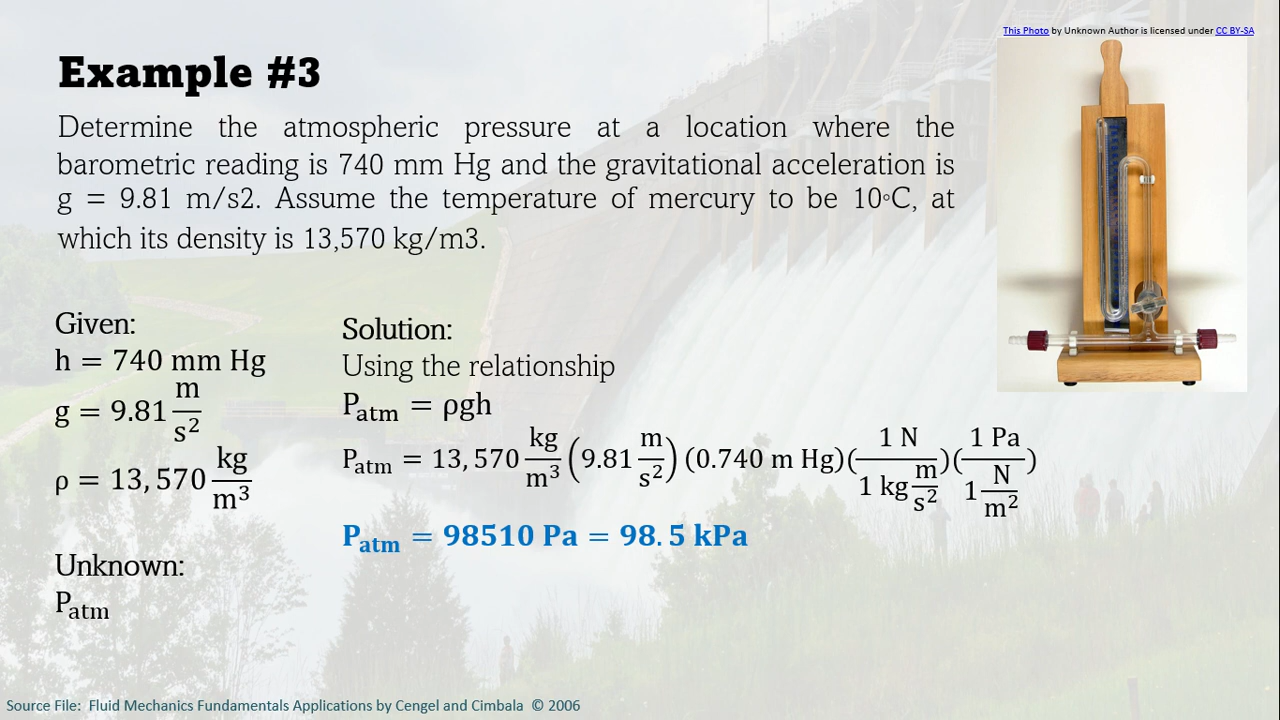 This Photo by Unknown Author is licensed under CC BY-SA
Example #3
Determine the atmospheric pressure at a location where the
barometric reading is 740 mm Hg and the gravitational acceleration is
g = 9.81 m/s2. Assume the temperature of mercury to be 10◦C, at
which its density is 13,570 kg/m3.
Given:
h = 740 mm Hg
g = 9.81 m/s²
ρ = 13,570 kg/m³
Unknown:
Patm
Solution:
Using the relationship
Patm = ρgh
Patm = 13,570 kg/m³ (9.81 m/s²) (0.740 m Hg)(1 N / 1 kg m/s²)(1 Pa / 1 N/m²)
Patm = 98510 Pa = 98.5 kPa
Source File: Fluid Mechanics Fundamentals Applications by Cengel and Cimbala © 2006